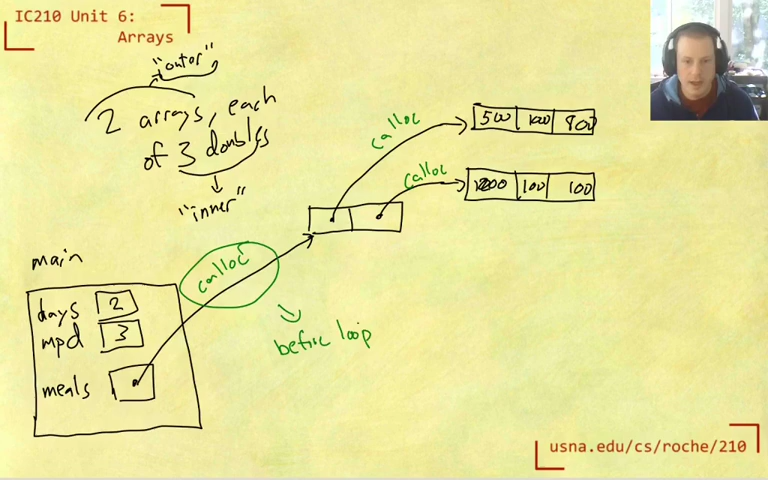 IC210 Unit 6:
Arrays
"outer"
2 arrays, each
of 3 doubles
"inner"
calloc
500 100 800
calloc
1200 100 100
main
calloc
days 2
mpd 3
meals
before loop
usna.edu/cs/roche/210